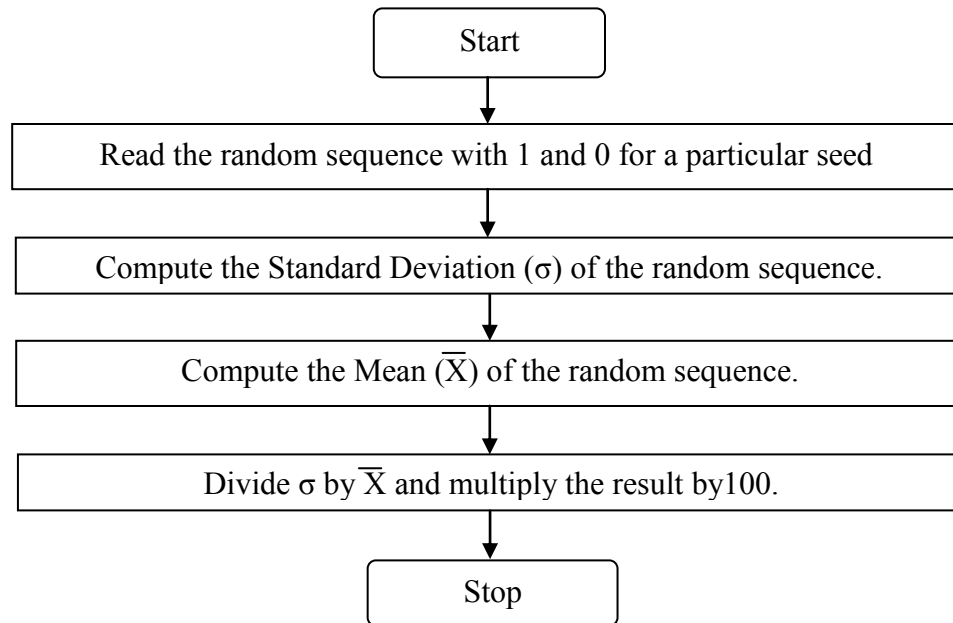 Start
Read the random sequence with 1 and 0 for a particular seed
Compute the Standard Deviation (σ) of the random sequence.
Compute the Mean (X̅) of the random sequence.
Divide σ by X̅ and multiply the result by100.
Stop